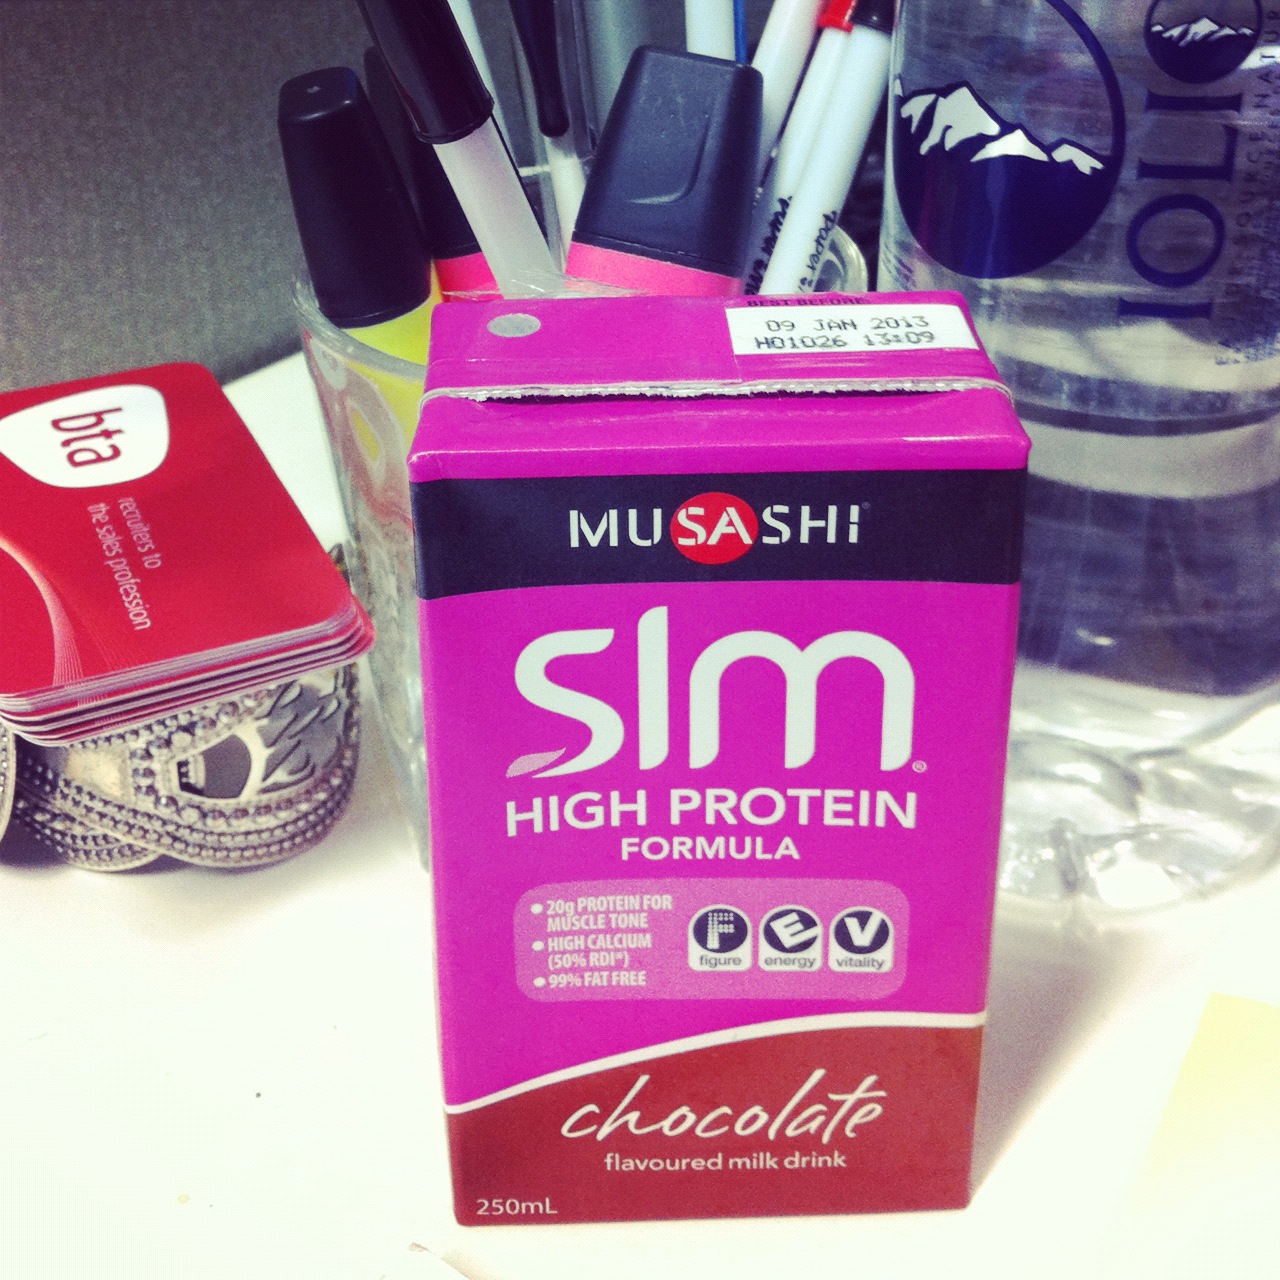 BEST BEFORE
09 JAN 2013
H01026 13:09
MUSASHI®
slm®
HIGH PROTEIN
FORMULA
• 20g PROTEIN FOR
MUSCLE TONE
• HIGH CALCIUM
(50% RDI*)
• 99% FAT FREE
F
figure
E
energy
V
vitality
chocolate
flavoured milk drink
250mL
bta
recruiters to
the sales profession
paper